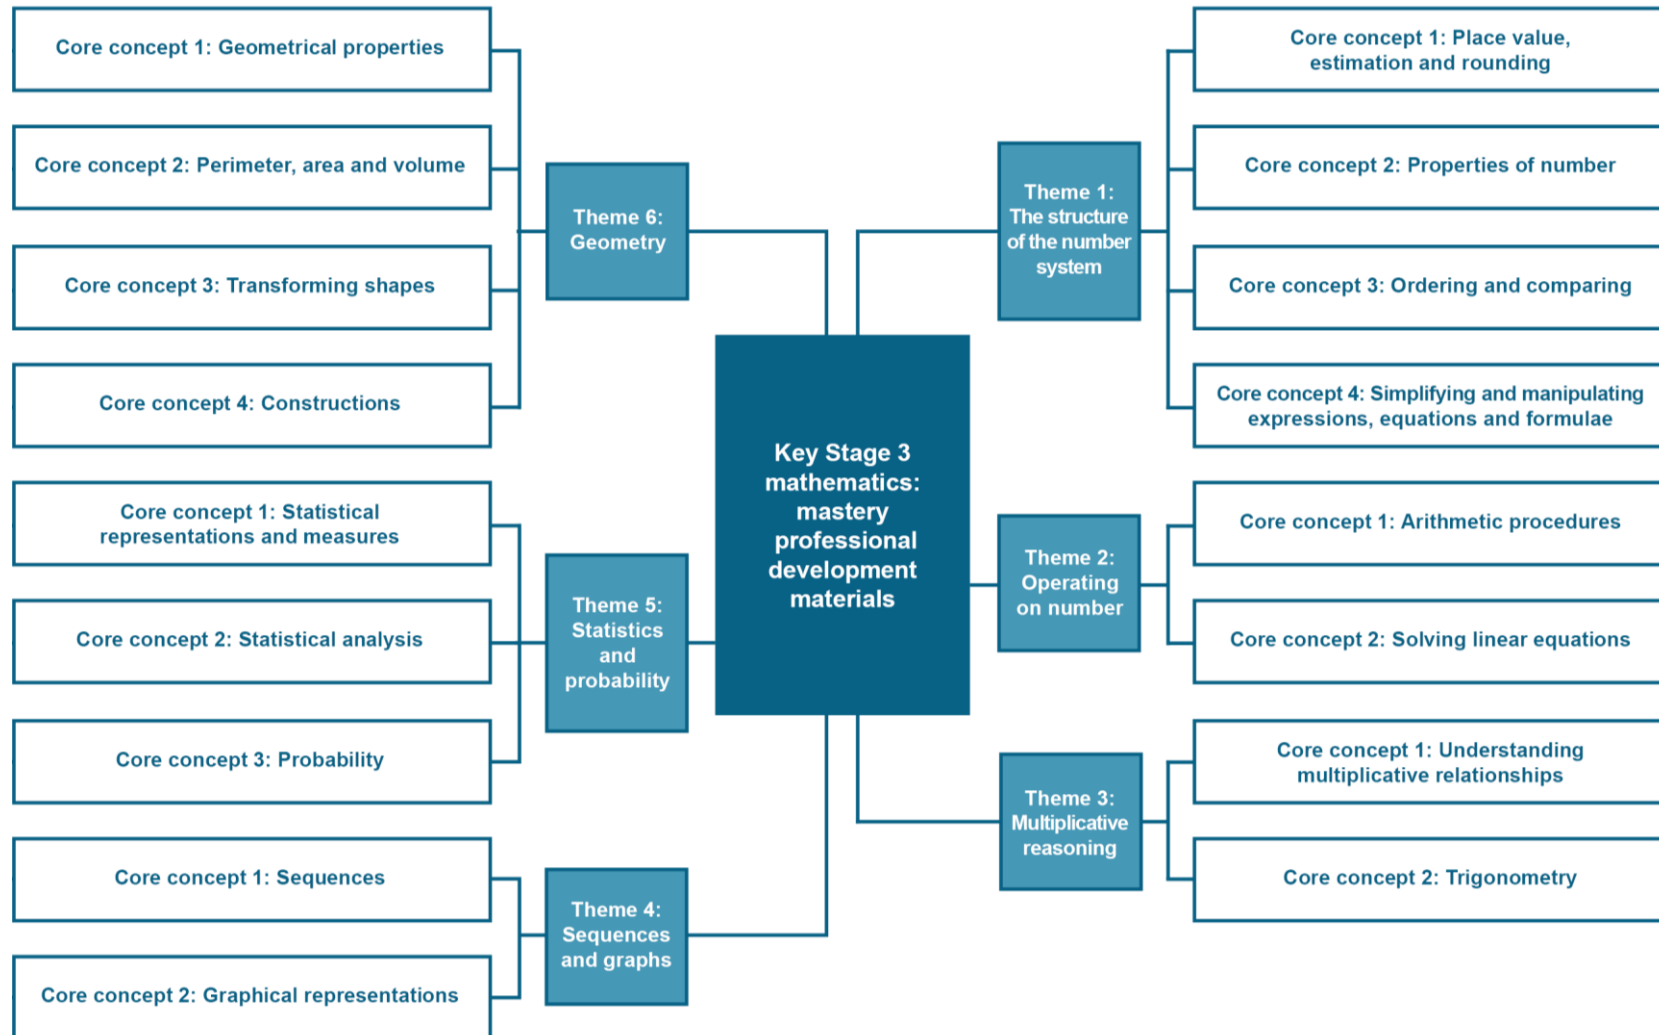 Key Stage 3
mathematics:
mastery
professional
development
materials
Theme 1:
The structure
of the number
system
Core concept 1: Place value,
estimation and rounding
Core concept 2: Properties of number
Core concept 3: Ordering and comparing
Core concept 4: Simplifying and manipulating
expressions, equations and formulae
Theme 2:
Operating
on number
Core concept 1: Arithmetic procedures
Core concept 2: Solving linear equations
Theme 3:
Multiplicative
reasoning
Core concept 1: Understanding
multiplicative relationships
Core concept 2: Trigonometry
Theme 4:
Sequences
and graphs
Core concept 1: Sequences
Core concept 2: Graphical representations
Theme 5:
Statistics
and
probability
Core concept 1: Statistical
representations and measures
Core concept 2: Statistical analysis
Core concept 3: Probability
Theme 6:
Geometry
Core concept 1: Geometrical properties
Core concept 2: Perimeter, area and volume
Core concept 3: Transforming shapes
Core concept 4: Constructions